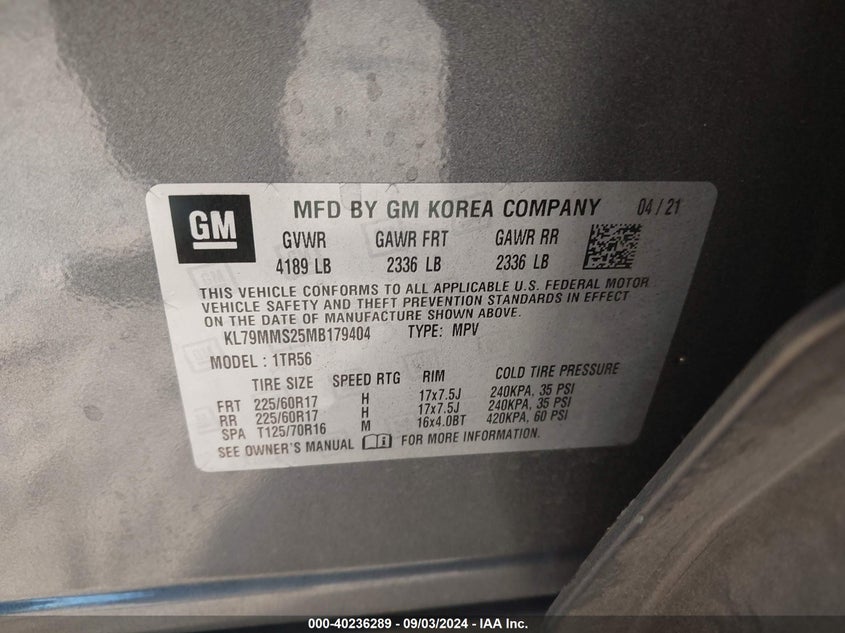 GM MFD BY GM KOREA COMPANY 04/21
GVWR GAWR FRT GAWR RR
4189 LB 2336 LB 2336 LB
THIS VEHICLE CONFORMS TO ALL APPLICABLE U.S. FEDERAL MOTOR
VEHICLE SAFETY AND THEFT PREVENTION STANDARDS IN EFFECT
ON THE DATE OF MANUFACTURE SHOWN ABOVE.
KL79MMS25MB179404 TYPE: MPV
MODEL : 1TR56
TIRE SIZE SPEED RTG RIM COLD TIRE PRESSURE
FRT 225/60R17 H 17x7.5J 240KPA, 35 PSI
RR 225/60R17 H 17x7.5J 240KPA, 35 PSI
SPA T125/70R16 M 16x4.0BT 420KPA, 60 PSI
SEE OWNER'S MANUAL FOR MORE INFORMATION.
000-40236289 - 09/03/2024 - IAA Inc.